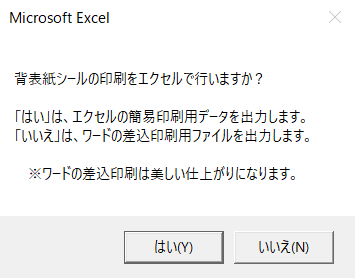 Microsoft Excel
背表紙シールの印刷をエクセルで行いますか？
「はい」は、エクセルの簡易印刷用データを出力します。
「いいえ」は、ワードの差込印刷用ファイルを出力します。
※ワードの差込印刷は美しい仕上がりになります。
はい(Y)
いいえ(N)